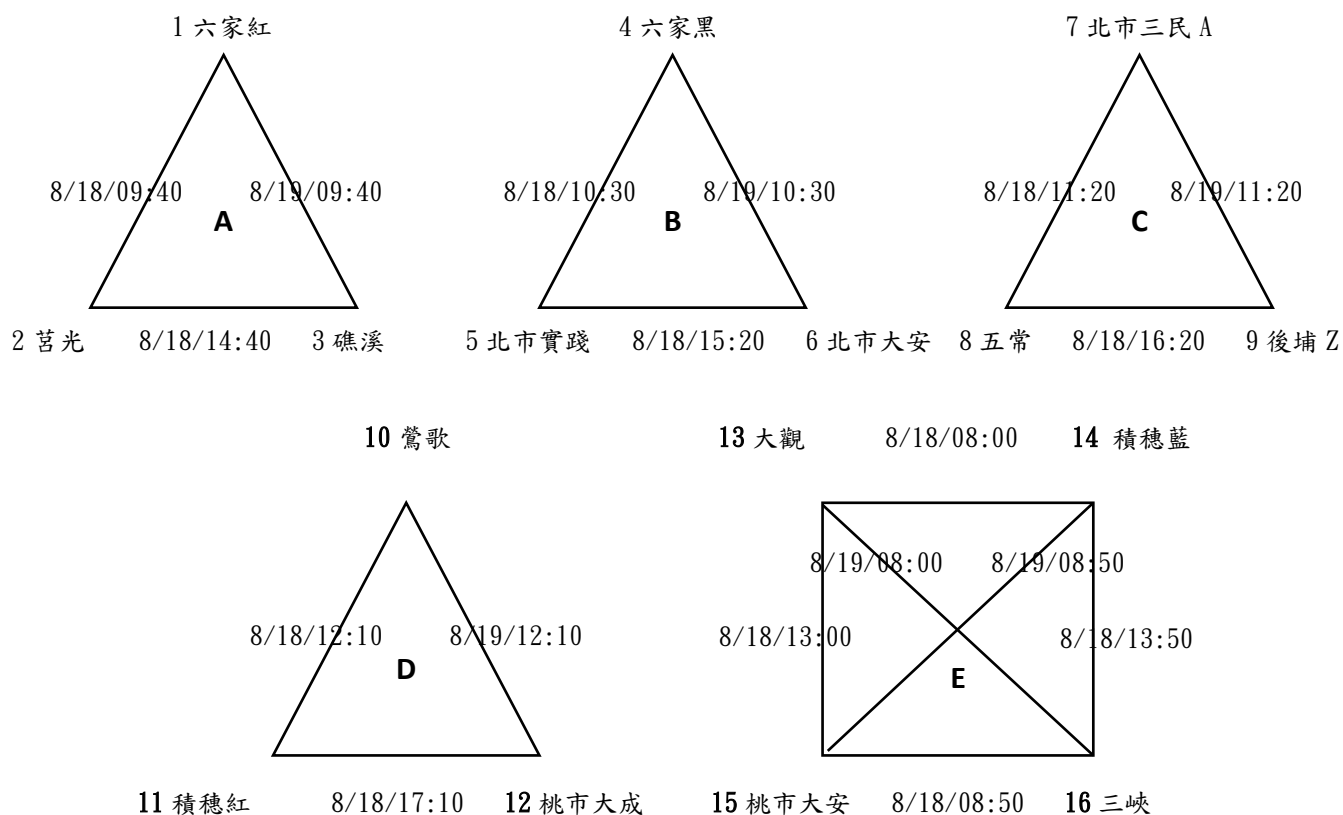 1 六家紅 4 六家黑 7 北市三民 A
8/18/09:40 8/19/09:40 8/18/10:30 8/19/10:30 8/18/11:20 8/19/11:20
A B C
2 莒光 8/18/14:40 3 礁溪 5 北市實踐 8/18/15:20 6 北市大安 8 五常 8/18/16:20 9 後埔 Z
10 鶯歌 13 大觀 8/18/08:00 14 積穗藍
8/19/08:00 8/19/08:50
8/18/12:10 8/19/12:10 8/18/13:00 8/18/13:50
D E
11 積穗紅 8/18/17:10 12 桃市大成 15 桃市大安 8/18/08:50 16 三峽